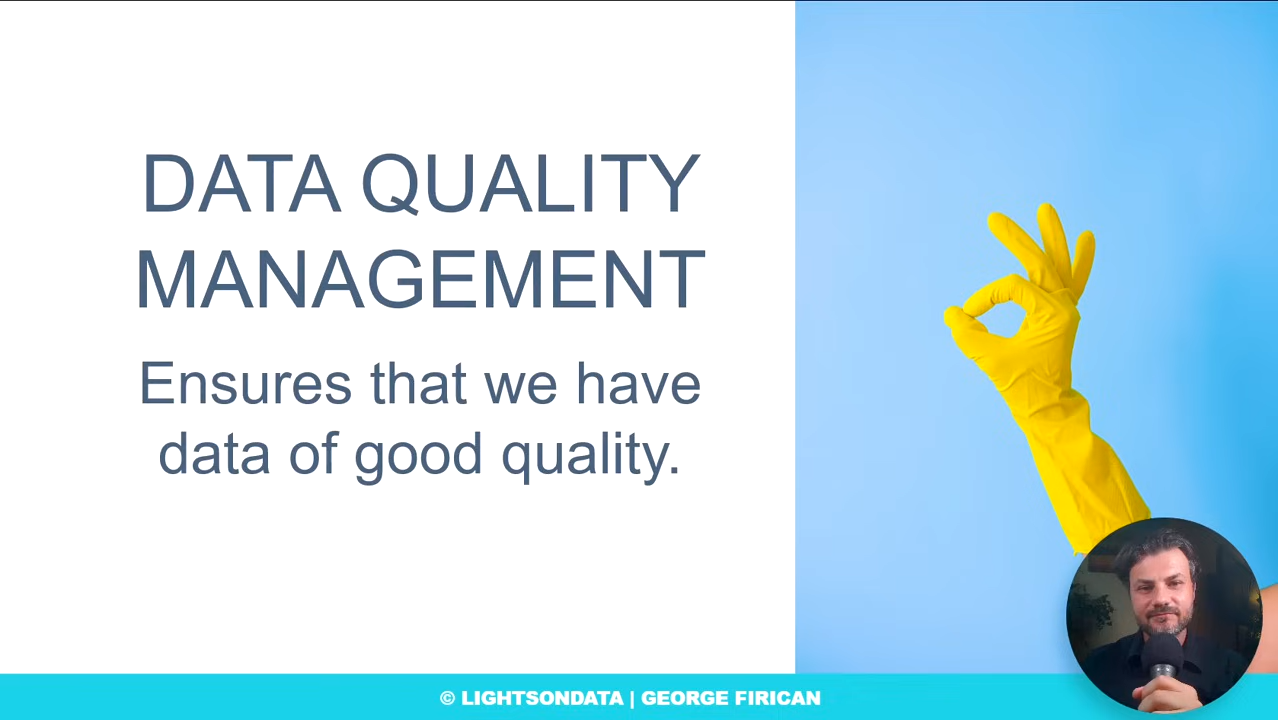 DATA QUALITY
MANAGEMENT
Ensures that we have
data of good quality.
© LIGHTSONDATA | GEORGE FIRICAN